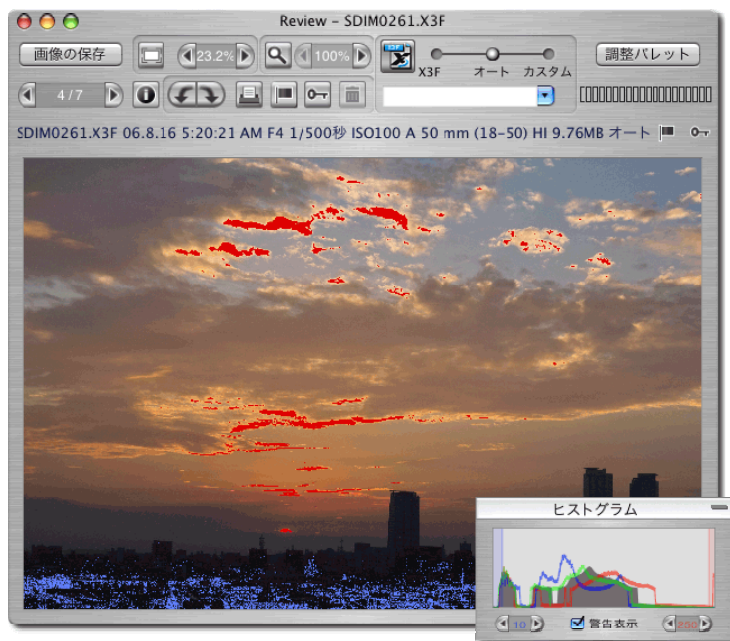 Review – SDIM0261.X3F
画像の保存
23.2%
100%
X3F
オート
カスタム
調整パレット
4/7
SDIM0261.X3F 06.8.16 5:20:21 AM F4 1/500秒 ISO100 A 50 mm (18-50) HI 9.76MB オート
ヒストグラム
10
警告表示
250